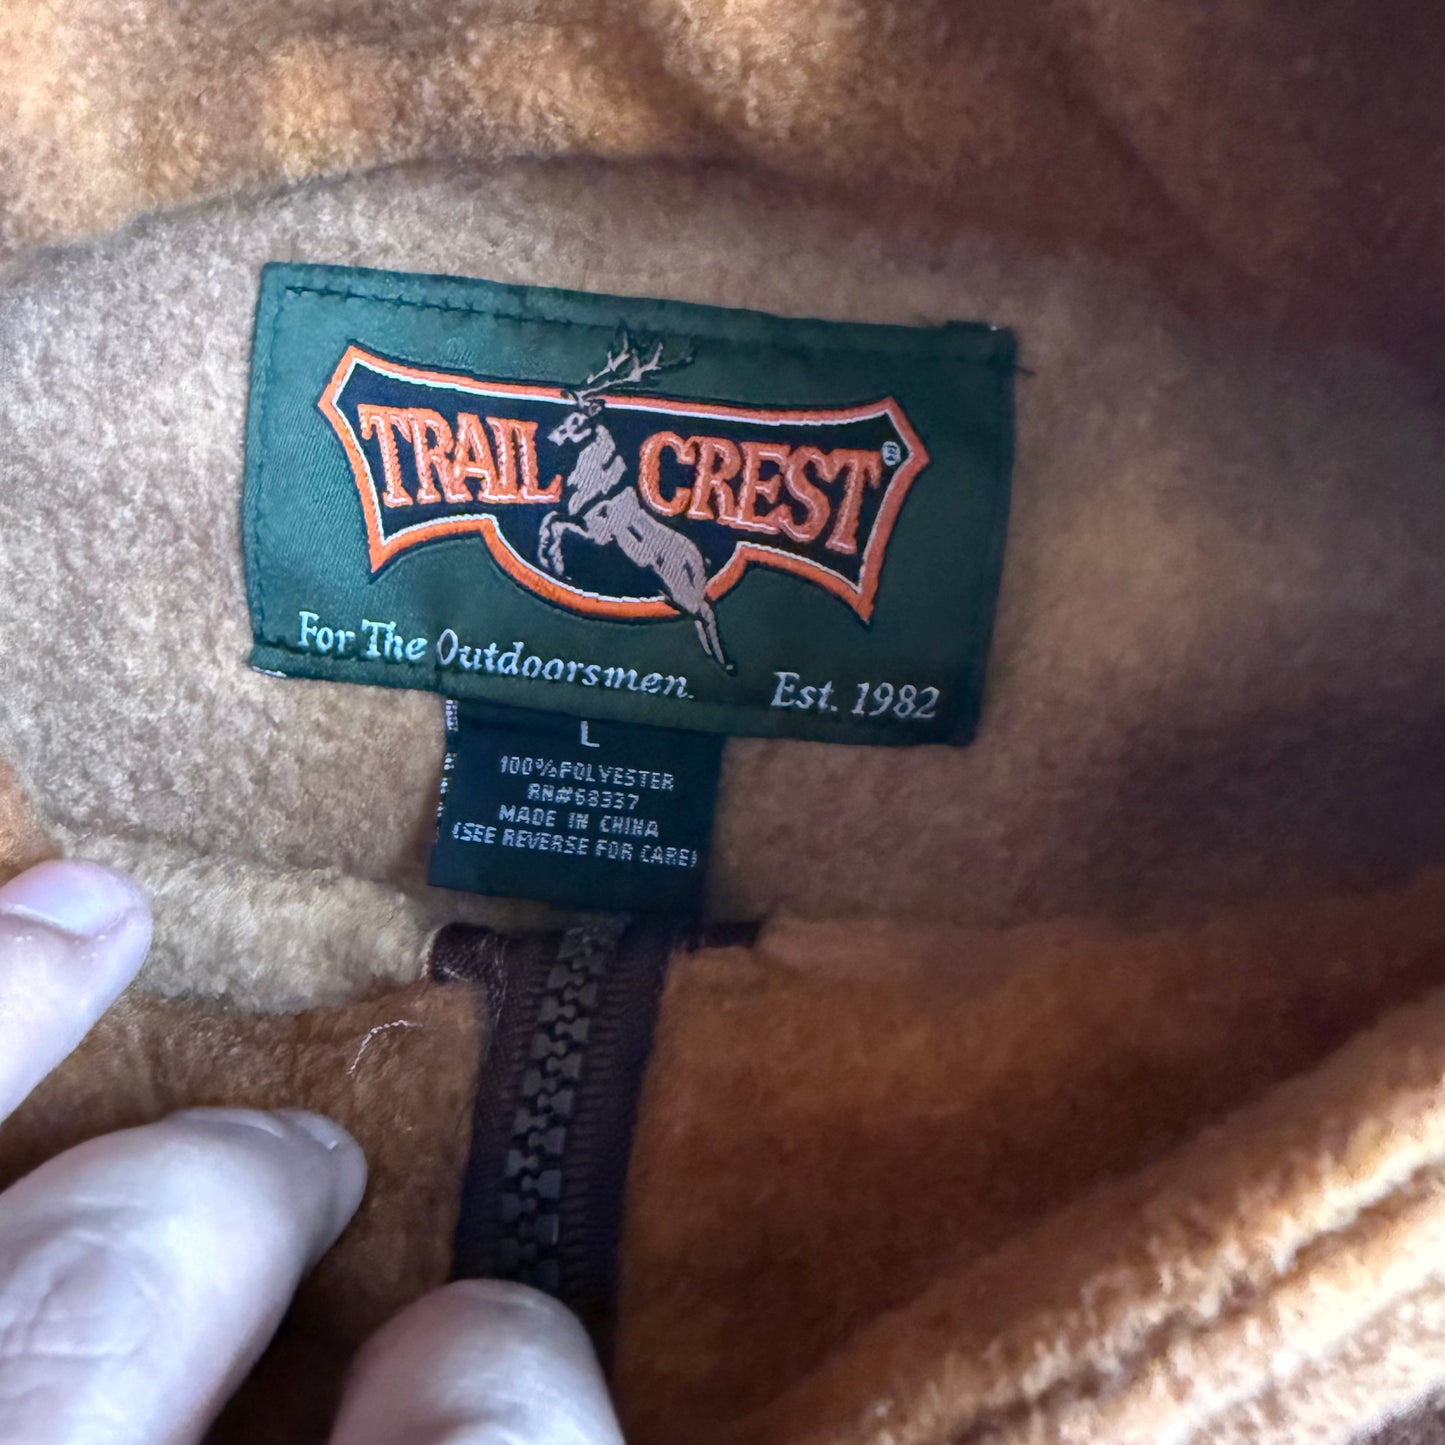 TRAIL CREST®
For The Outdoorsmen.
Est. 1982
L
100%POLYESTER
RN#68337
MADE IN CHINA
(SEE REVERSE FOR CARE)